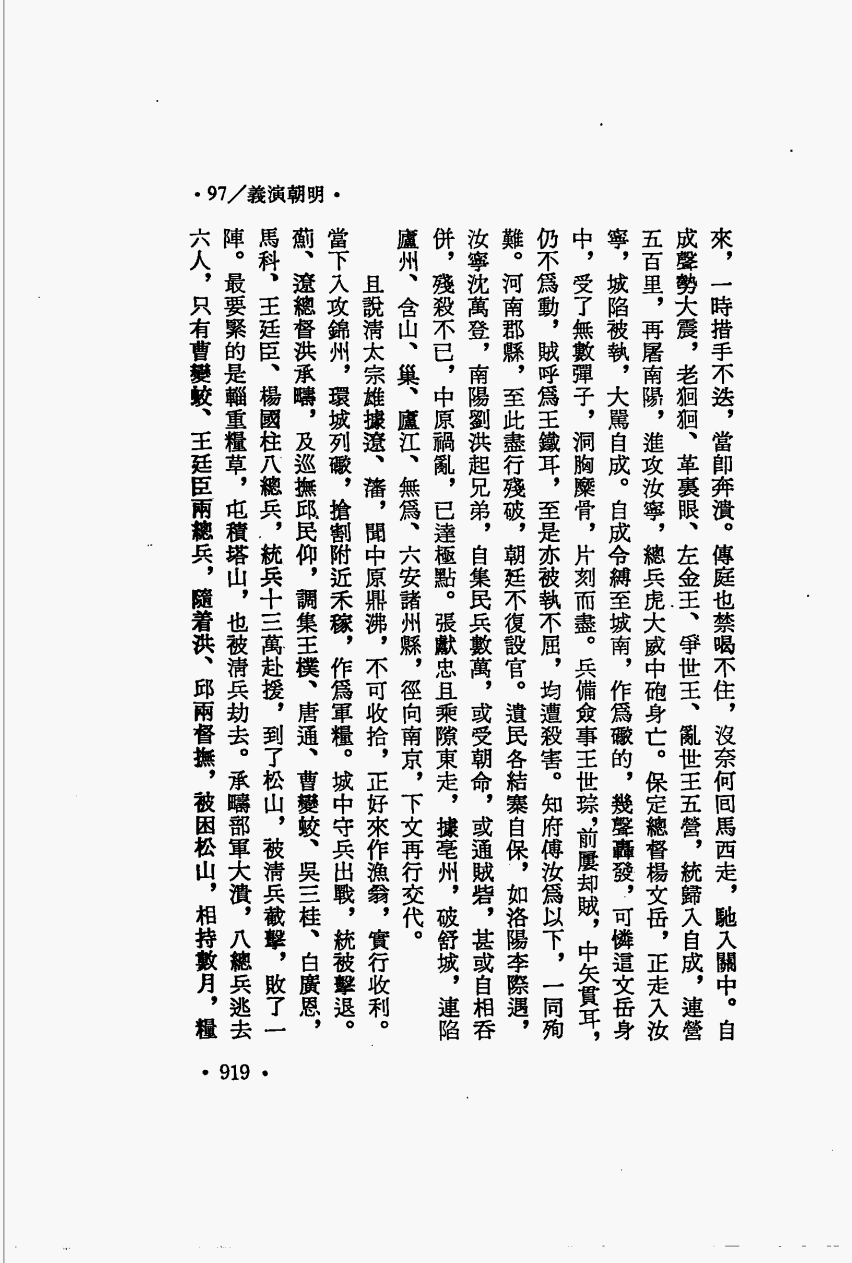 •97／義演朝明•
來，一時措手不迭，當卽奔潰。傳庭也禁喝不住，沒奈何囘馬西走，馳入關中。自
成聲勢大震，老𢌞𢌞、革裏眼、左金王、爭世王、亂世王五營，統歸入自成，連營
五百里，再屠南陽，進攻汝寧，總兵虎大威中砲身亡。保定總督楊文岳，正走入汝
寧，城陷被執，大駡自成。自成令縛至城南，作爲礮的，幾聲轟發，可憐這文岳身
中，受了無數彈子，洞胸糜骨，片刻而盡。兵備僉事王世琮，前屢却賊，中矢貫耳，
仍不爲動，賊呼爲王鐵耳，至是亦被執不屈，均遭殺害。知府傅汝爲以下，一同殉
難。河南郡縣，至此盡行殘破，朝廷不復設官。遺民各結寨自保，如洛陽李際遇，
汝寧沈萬登，南陽劉洪起兄弟，自集民兵數萬，或受朝命，或通賊砦，甚或自相吞
併，殘殺不已，中原禍亂，已達極點。張獻忠且乘隙東走，據亳州，破舒城，連陷
廬州、含山、巢、廬江、無爲、六安諸州縣，徑向南京，下文再行交代。
且說淸太宗雄據遼、藩，聞中原鼎沸，不可收拾，正好來作漁翁，實行收利。
當下入攻錦州，環城列礮，搶割附近禾稼，作爲軍糧。城中守兵出戰，統被擊退。
薊、遼總督洪承疇，及巡撫邱民仰，調集王樸、唐通、曹變蛟、吳三桂、白廣恩，
馬科、王廷臣、楊國柱八總兵，統兵十三萬赴援，到了松山，被淸兵截擊，敗了一
陣。最要緊的是輜重糧草，屯積塔山，也被淸兵劫去。承疇部軍大潰，八總兵逃去
六人，只有曹變蛟、王廷臣兩總兵，隨着洪、邱兩督撫，被困松山，相持數月，糧
•919•